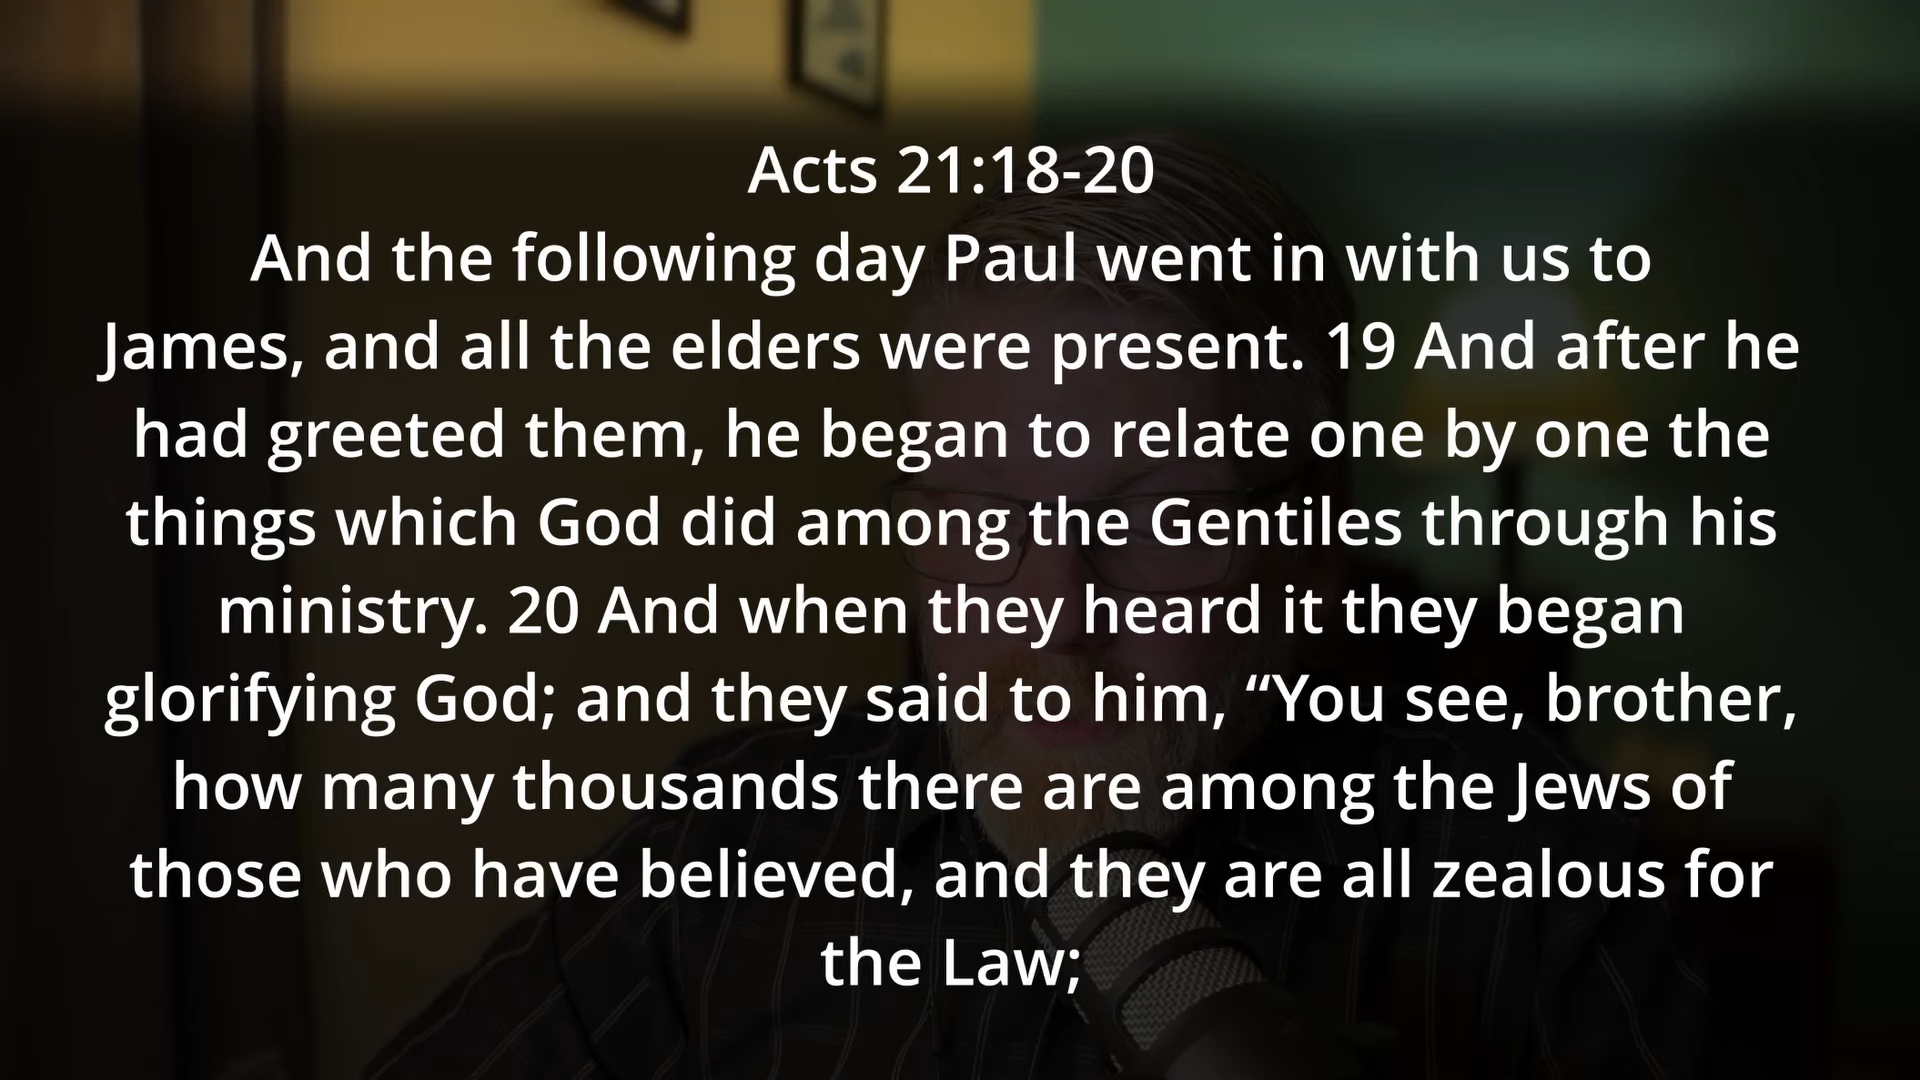 Acts 21:18-20
And the following day Paul went in with us to
James, and all the elders were present. 19 And after he
had greeted them, he began to relate one by one the
things which God did among the Gentiles through his
ministry. 20 And when they heard it they began
glorifying God; and they said to him, “You see, brother,
how many thousands there are among the Jews of
those who have believed, and they are all zealous for
the Law;